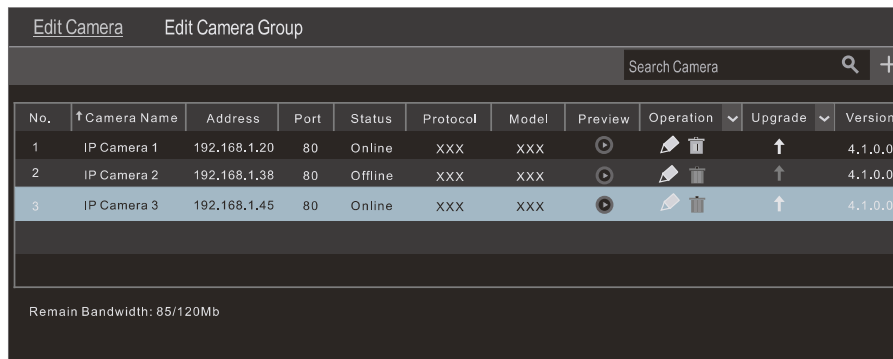 Edit Camera Edit Camera Group
Search Camera
No. Camera Name Address Port Status Protocol Model Preview Operation Upgrade Version
1 IP Camera 1 192.168.1.20 80 Online XXX XXX 4.1.0.0
2 IP Camera 2 192.168.1.38 80 Offline XXX XXX 4.1.0.0
3 IP Camera 3 192.168.1.45 80 Online XXX XXX 4.1.0.0
Remain Bandwidth: 85/120Mb